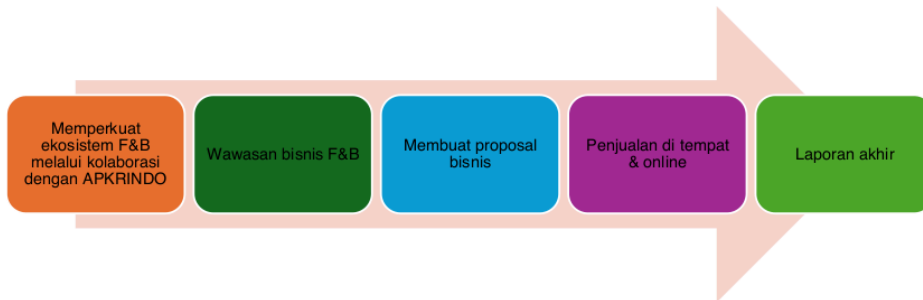 Memperkuat
ekosistem F&B
melalui kolaborasi
dengan APKRINDO
Wawasan bisnis F&B
Membuat proposal
bisnis
Penjualan di tempat
& online
Laporan akhir